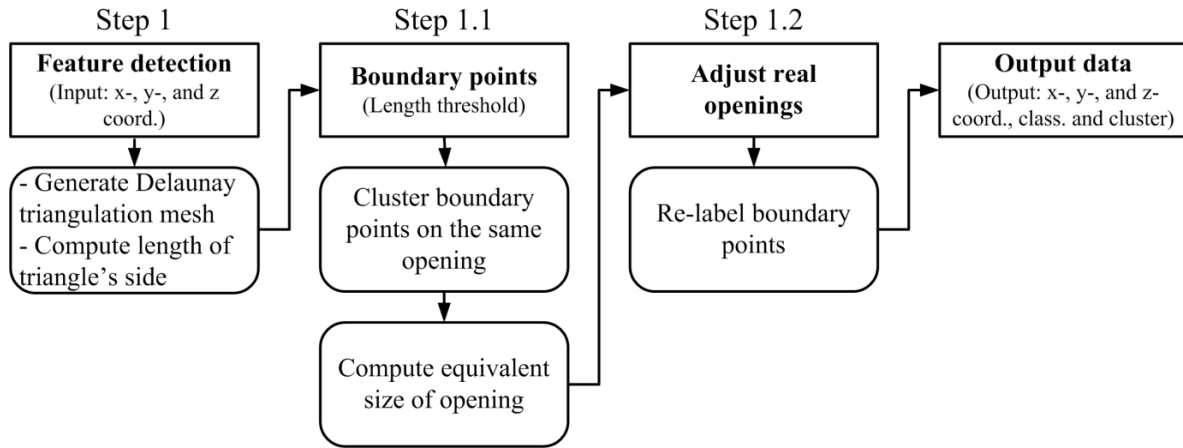 Step 1
Feature detection
(Input: x-, y-, and z
coord.)
- Generate Delaunay
triangulation mesh
- Compute length of
triangle’s side
Step 1.1
Boundary points
(Length threshold)
Cluster boundary
points on the same
opening
Compute equivalent
size of opening
Step 1.2
Adjust real
openings
Re-label boundary
points
Output data
(Output: x-, y-, and z-
coord., class. and cluster)